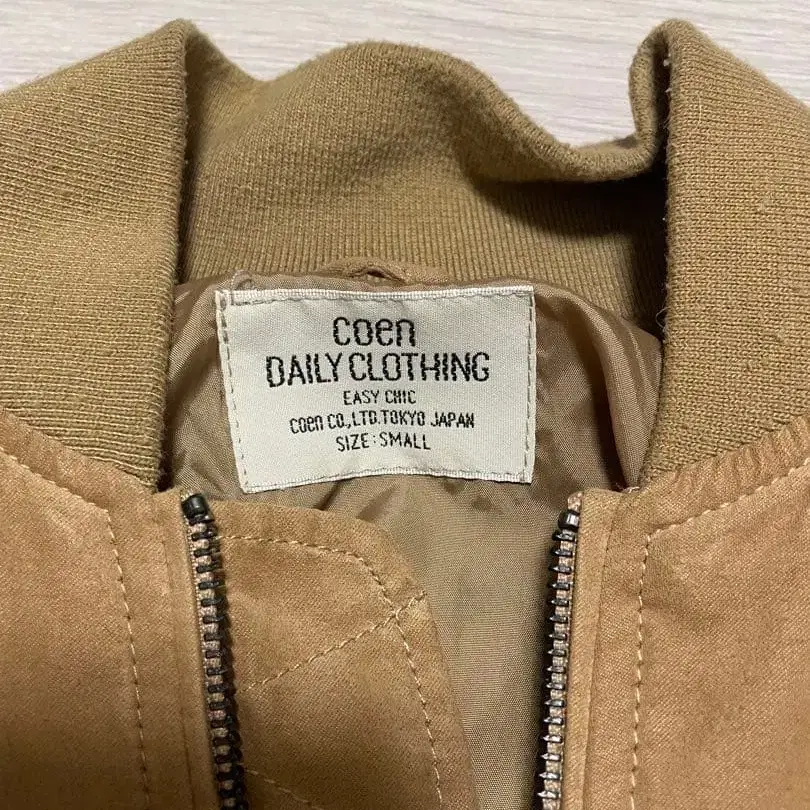 coen
DAILY CLOTHING
EASY CHIC
coen CO.,LTD.TOKYO JAPAN
SIZE:SMALL